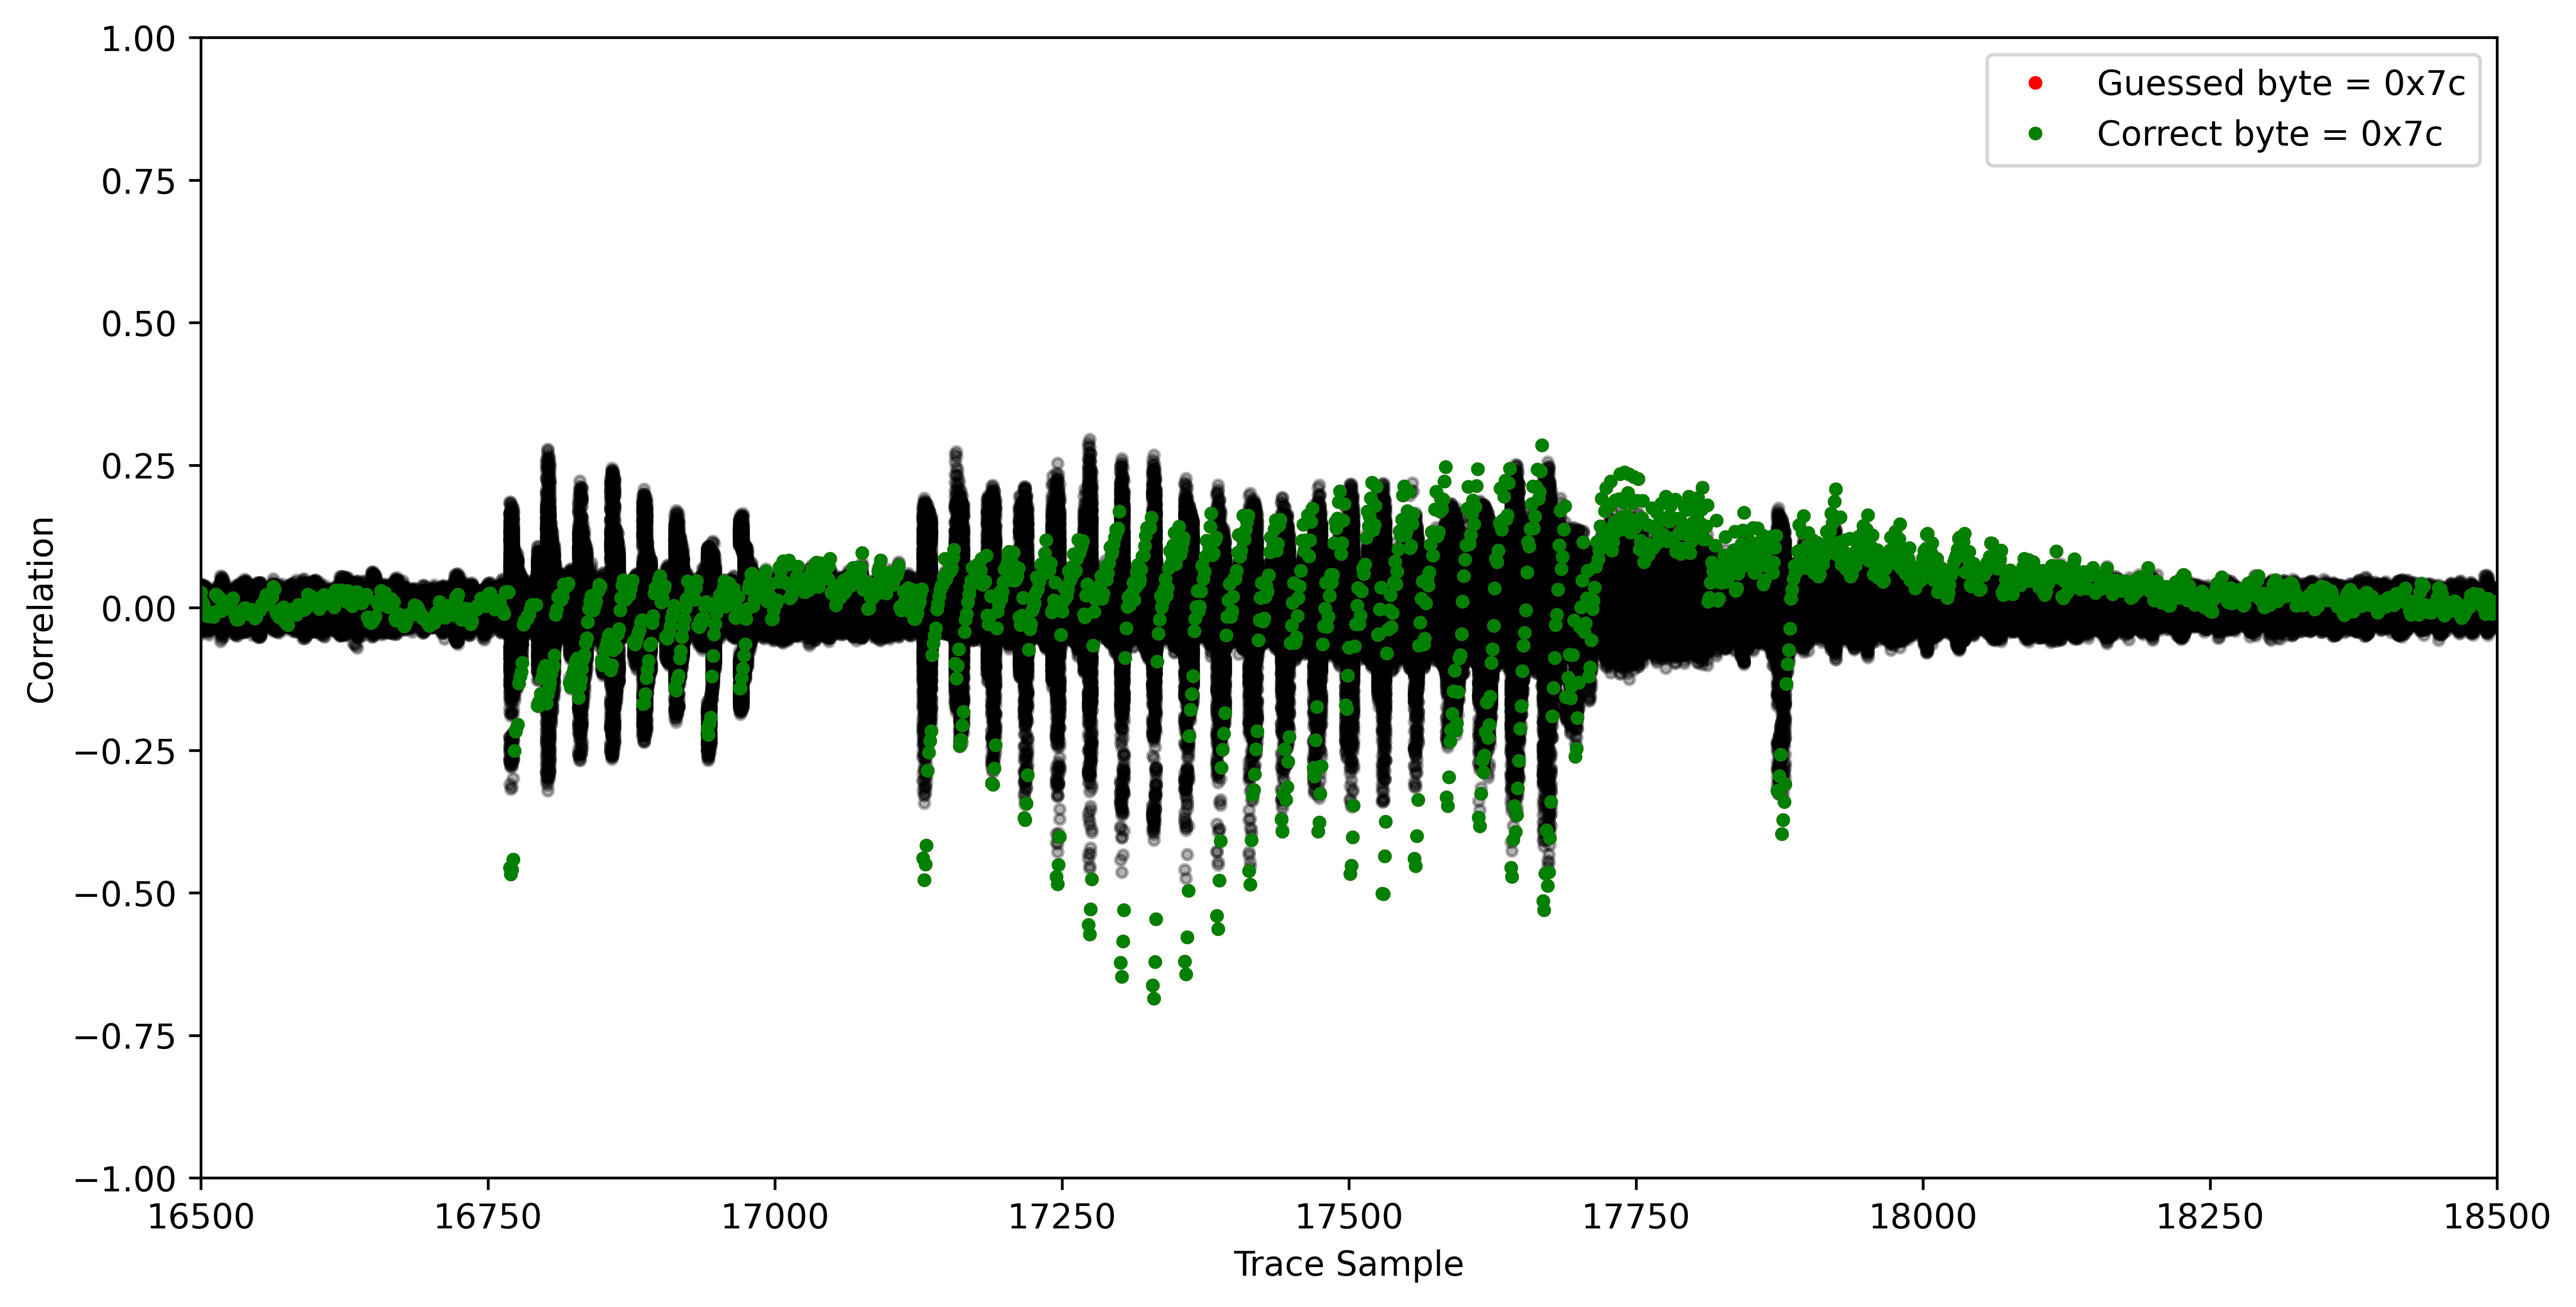 1.00
0.75
0.50
0.25
0.00
−0.25
−0.50
−0.75
−1.00
Correlation
16500 16750 17000 17250 17500 17750 18000 18250 18500
Trace Sample
Guessed byte = 0x7c
Correct byte = 0x7c